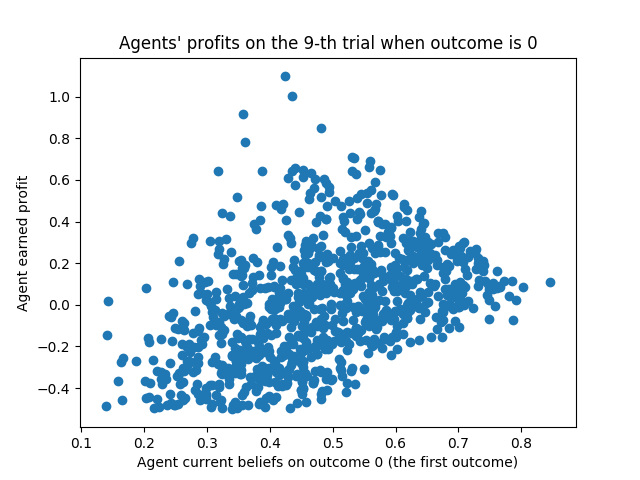 Agents' profits on the 9-th trial when outcome is 0
Agent earned profit
1.0
0.8
0.6
0.4
0.2
0.0
−0.2
−0.4
0.1 0.2 0.3 0.4 0.5 0.6 0.7 0.8
Agent current beliefs on outcome 0 (the first outcome)